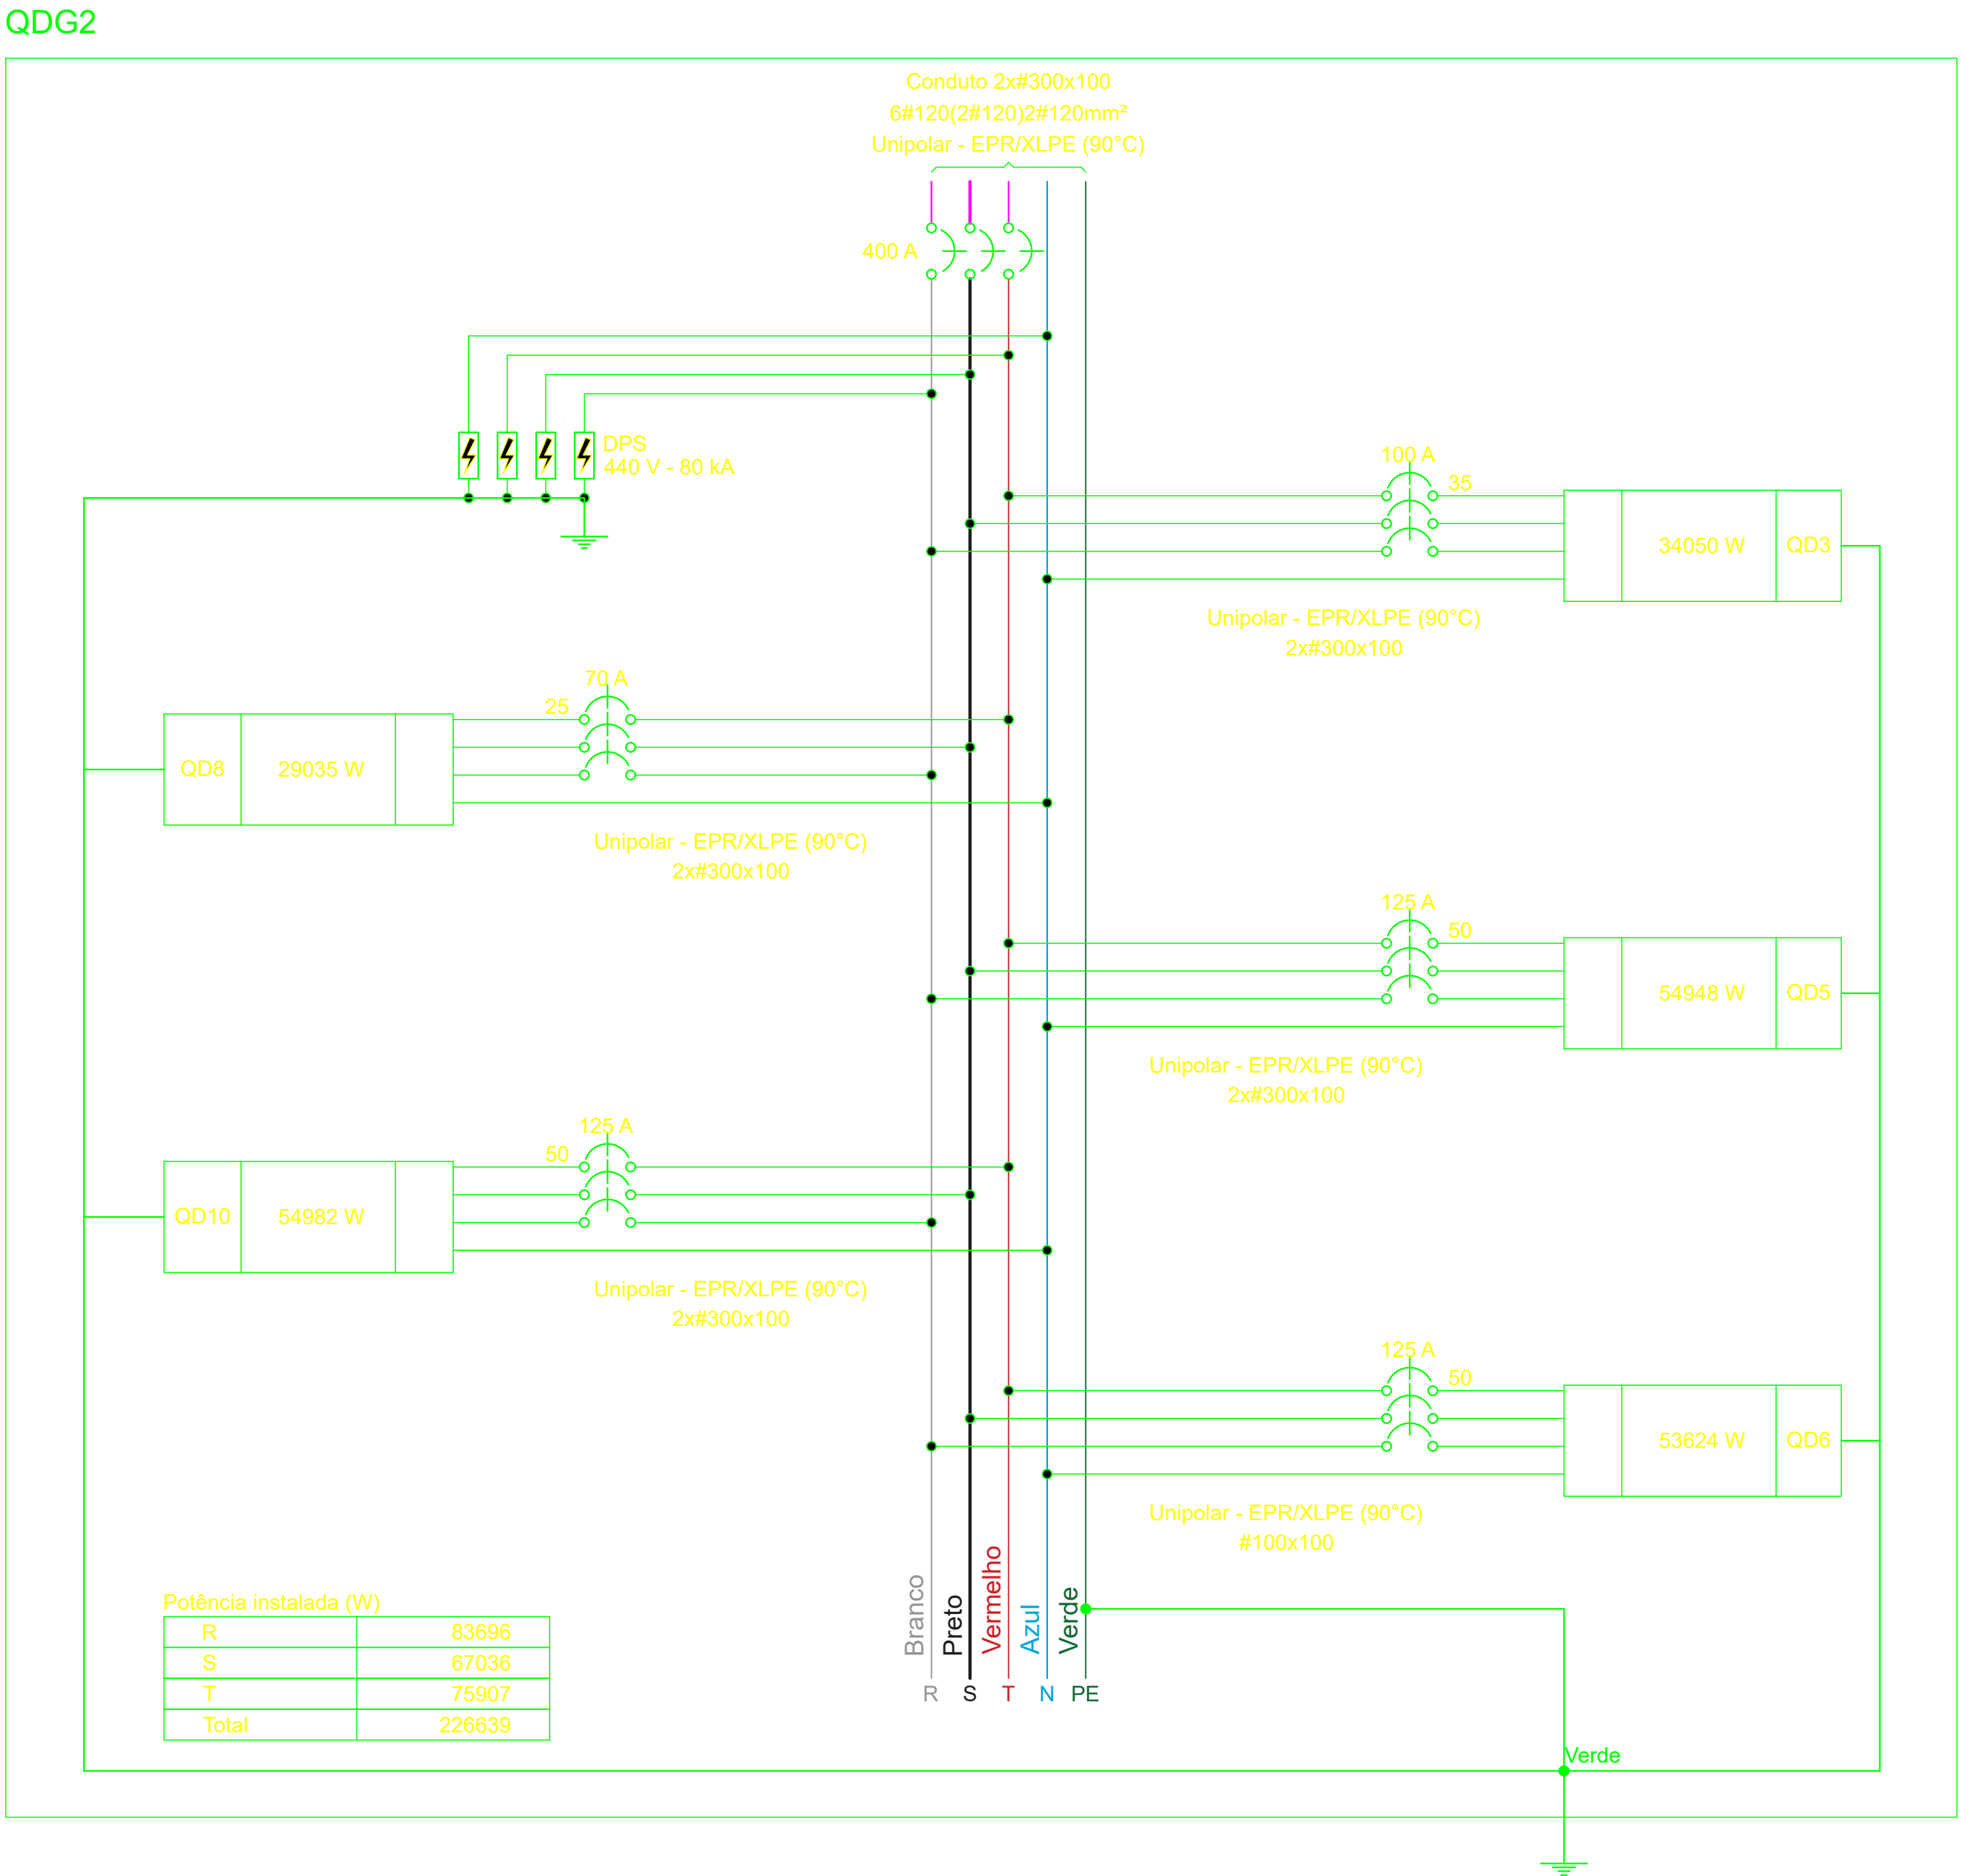 QDG2
Conduto 2x#300x100
6#120(2#120)2#120mm²
Unipolar - EPR/XLPE (90°C)
400 A
DPS
440 V - 80 kA
100 A
35
34050 W
QD3
Unipolar - EPR/XLPE (90°C)
2x#300x100
70 A
25
QD8
29035 W
Unipolar - EPR/XLPE (90°C)
2x#300x100
125 A
50
54948 W
QD5
Unipolar - EPR/XLPE (90°C)
2x#300x100
125 A
50
QD10
54982 W
Unipolar - EPR/XLPE (90°C)
2x#300x100
125 A
50
53624 W
QD6
Unipolar - EPR/XLPE (90°C)
#100x100
Branco
Preto
Vermelho
Azul
Verde
R
S
T
N
PE
Potência instalada (W)
R 83696
S 67036
T 75907
Total 226639
Verde